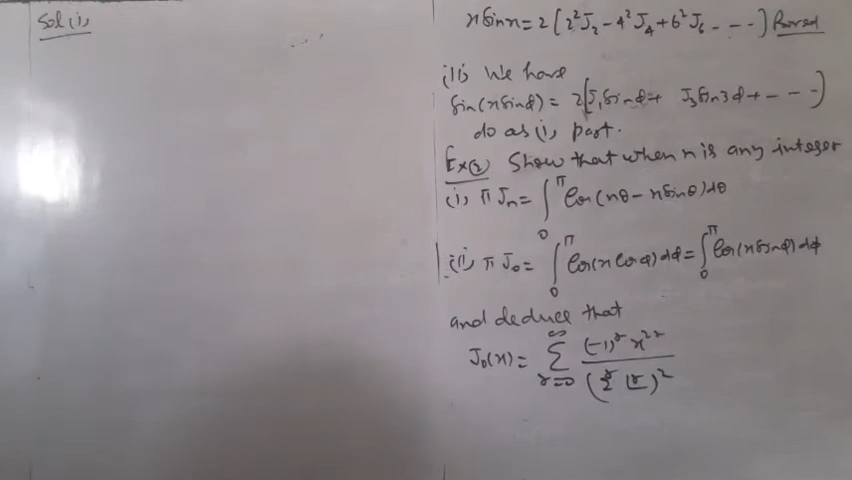 Sol (i)
x sin x = 2 [ 2² J₂ − 4² J₄ + 6² J₆ - - - ] Proved
(ii) We have
sin(x sin φ) = 2[ J₁ sin φ + J₃ sin 3φ + - - - ]
do as (i) part.
Ex(2) Show that when n is any integer
(i) π Jₙ = ∫₀^π cos(nθ − x sin θ) dθ
(ii) π J₀ = ∫₀^π cos(x cos φ) dφ = ∫₀^π cos(x sin φ) dφ
and deduce that
J₀(x) = ∑_{r=0}^{∞} (−1)^r x^{2r} / (2^r |r)²